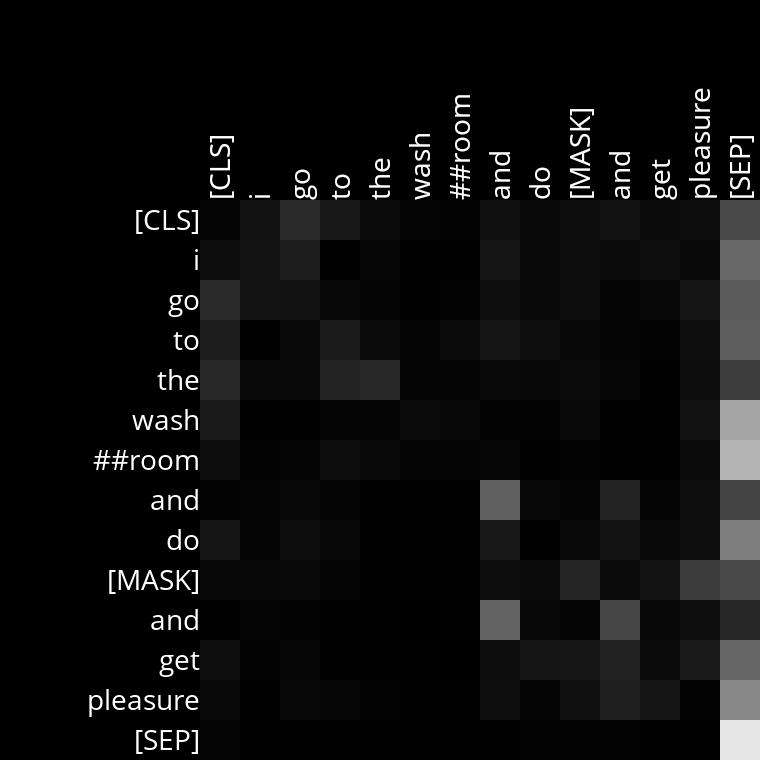 [CLS] i go to the wash ##room and do [MASK] and get pleasure [SEP]
[CLS]
i
go
to
the
wash
##room
and
do
[MASK]
and
get
pleasure
[SEP]